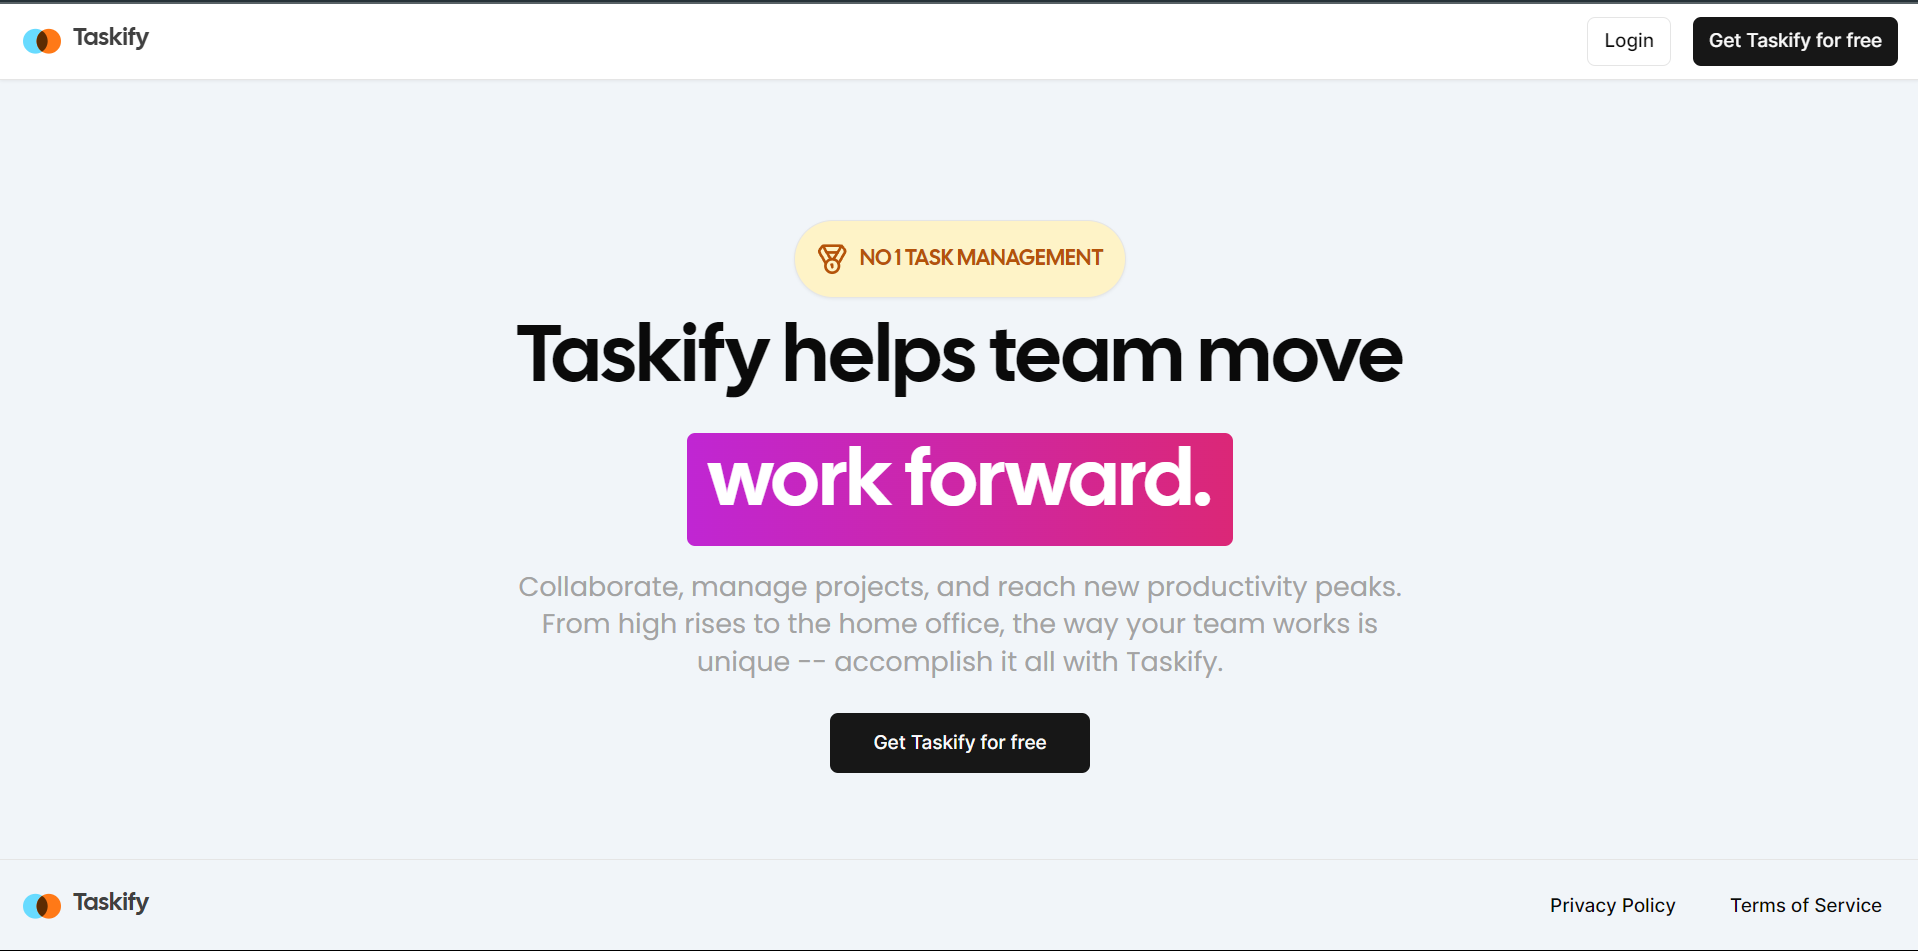 Taskify
Login
Get Taskify for free
NO 1 TASK MANAGEMENT
Taskify helps team move
work forward.
Collaborate, manage projects, and reach new productivity peaks.
From high rises to the home office, the way your team works is
unique -- accomplish it all with Taskify.
Get Taskify for free
Taskify
Privacy Policy
Terms of Service